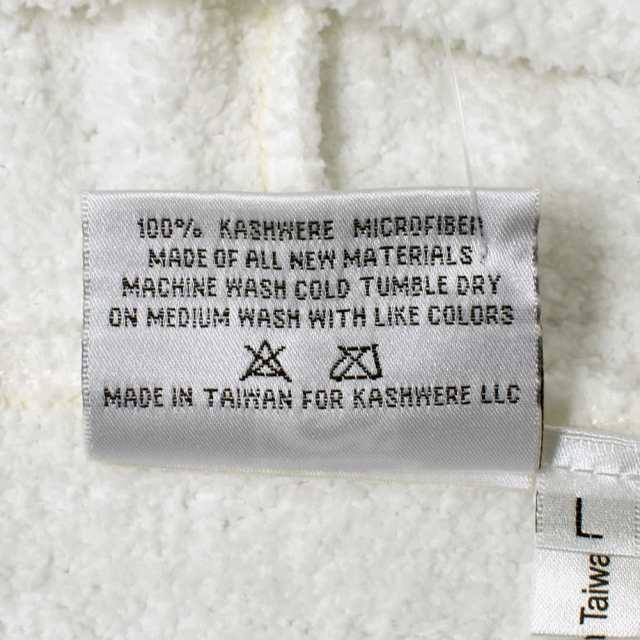 100% KASHWERE MICROFIBER
MADE OF ALL NEW MATERIALS
MACHINE WASH COLD TUMBLE DRY
ON MEDIUM WASH WITH LIKE COLORS
MADE IN TAIWAN FOR KASHWERE LLC
L
Taiwa